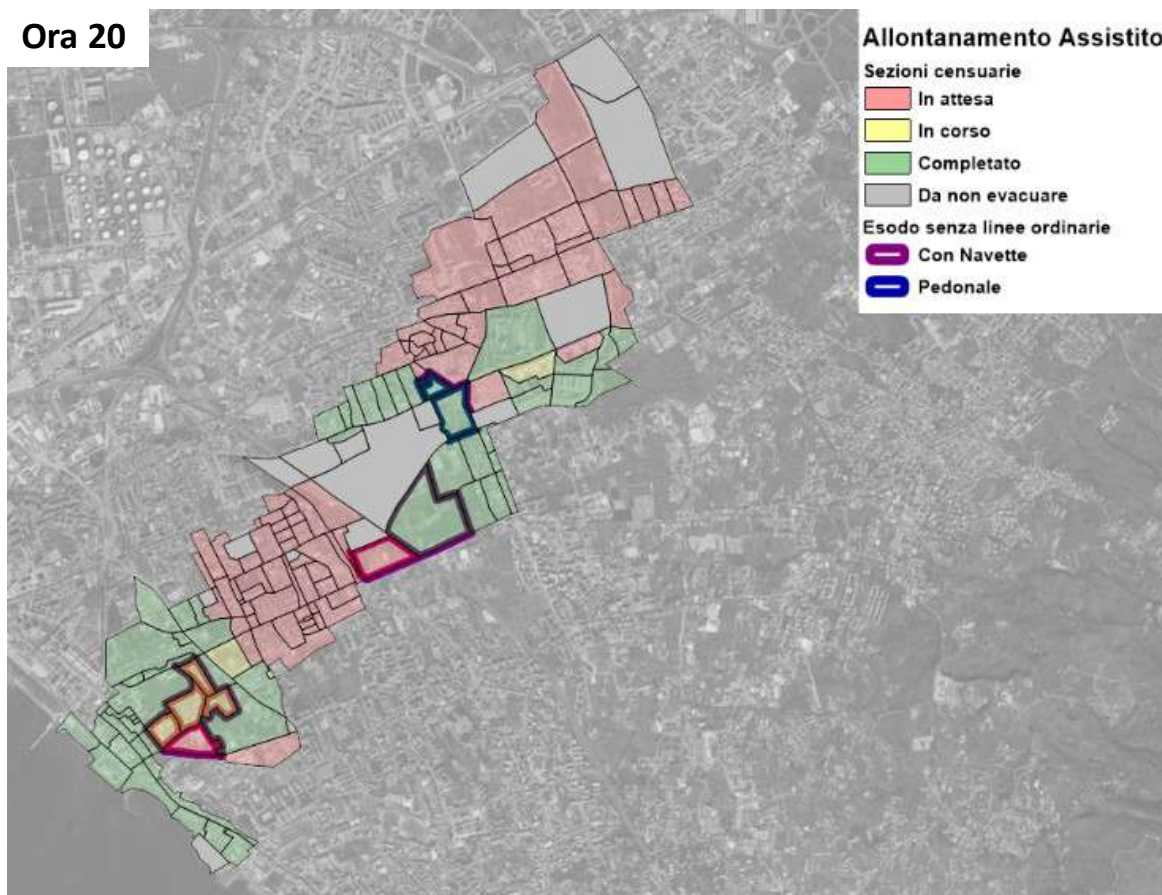 Ora 20
Allontanamento Assistito
Sezioni censuarie
In attesa
In corso
Completato
Da non evacuare
Esodo senza linee ordinarie
Con Navette
Pedonale